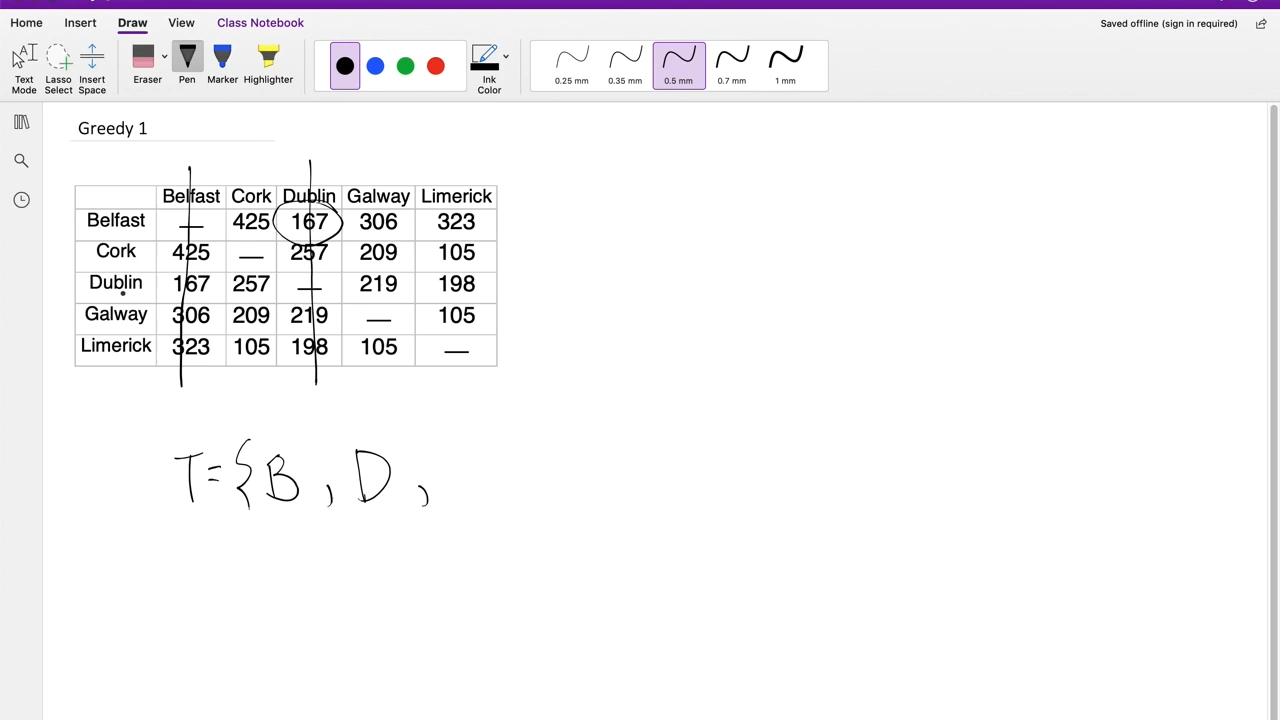 Home Insert Draw View Class Notebook Saved offline (sign in required)
Text Mode Lasso Select Insert Space Eraser Pen Marker Highlighter Ink Color 0.25 mm 0.35 mm 0.5 mm 0.7 mm 1 mm
Greedy 1
Belfast Cork Dublin Galway Limerick
Belfast — 425 167 306 323
Cork 425 — 257 209 105
Dublin 167 257 — 219 198
Galway 306 209 219 — 105
Limerick 323 105 198 105 —
T={B, D,